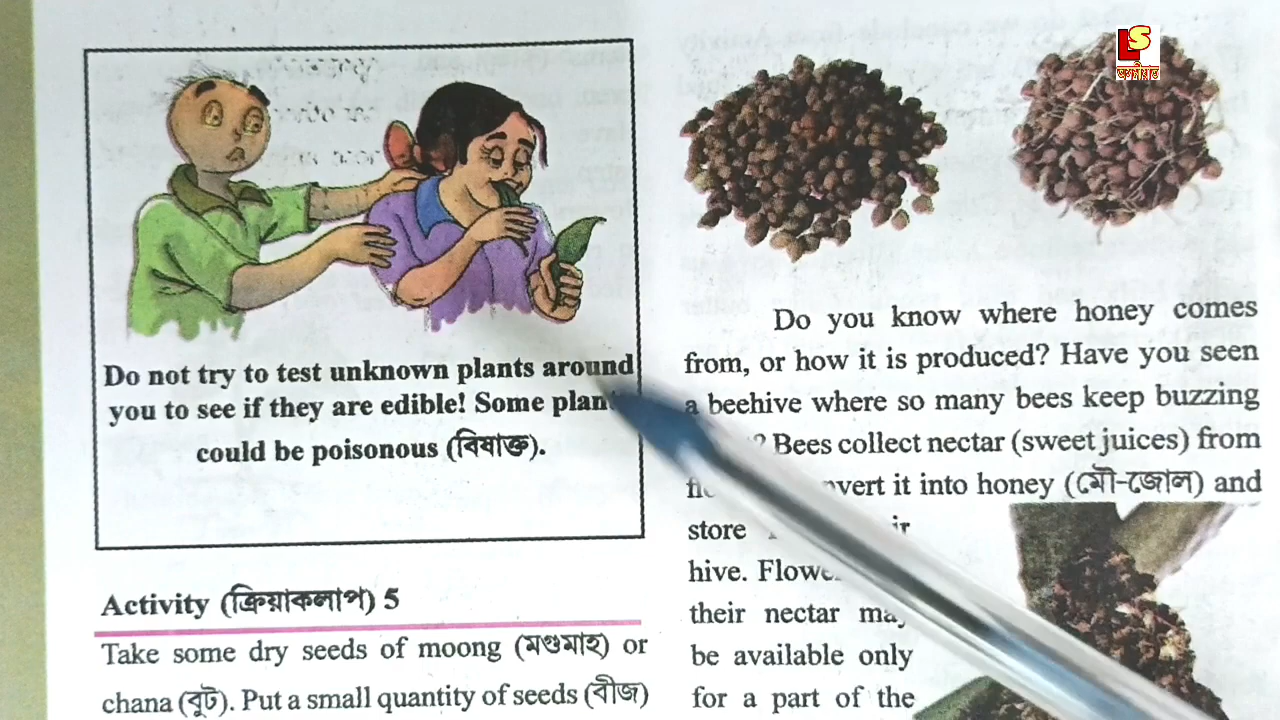 Do not try to test unknown plants around
you to see if they are edible! Some
could be poisonous (বিষাক্ত).
Activity (ক্ৰিয়াকলাপ) 5
Take some dry seeds of moong (মগুমাহ) or
chana (বুট). Put a small quantity of seeds (বীজ)
LS
Do you know where honey comes
from, or how it is produced? Have you seen
a beehive where so many bees keep buzzing
Bees collect nectar (sweet juices) from
it into honey (মৌ-জোল) and
store
hive.
their nectar
be available only
for a part of the